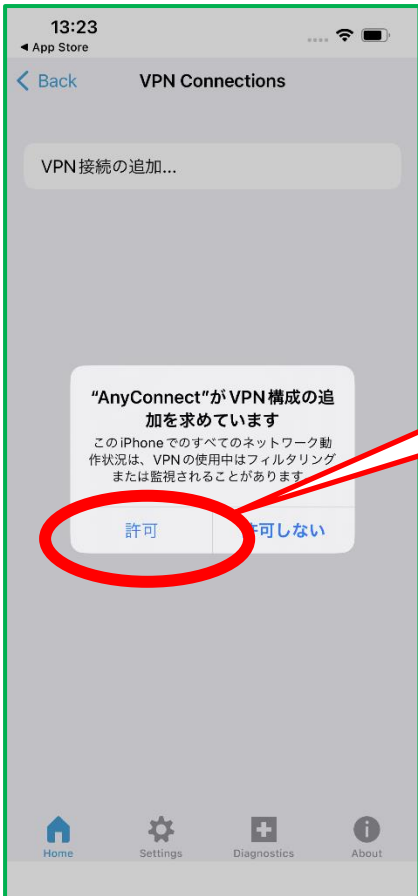 13:23
◀ App Store
Back
VPN Connections
VPN接続の追加...
“AnyConnect”がVPN構成の追
加を求めています
このiPhoneでのすべてのネットワーク動
作状況は、VPNの使用中はフィルタリング
または監視されることがあります
許可
可しない
Home
Settings
Diagnostics
About